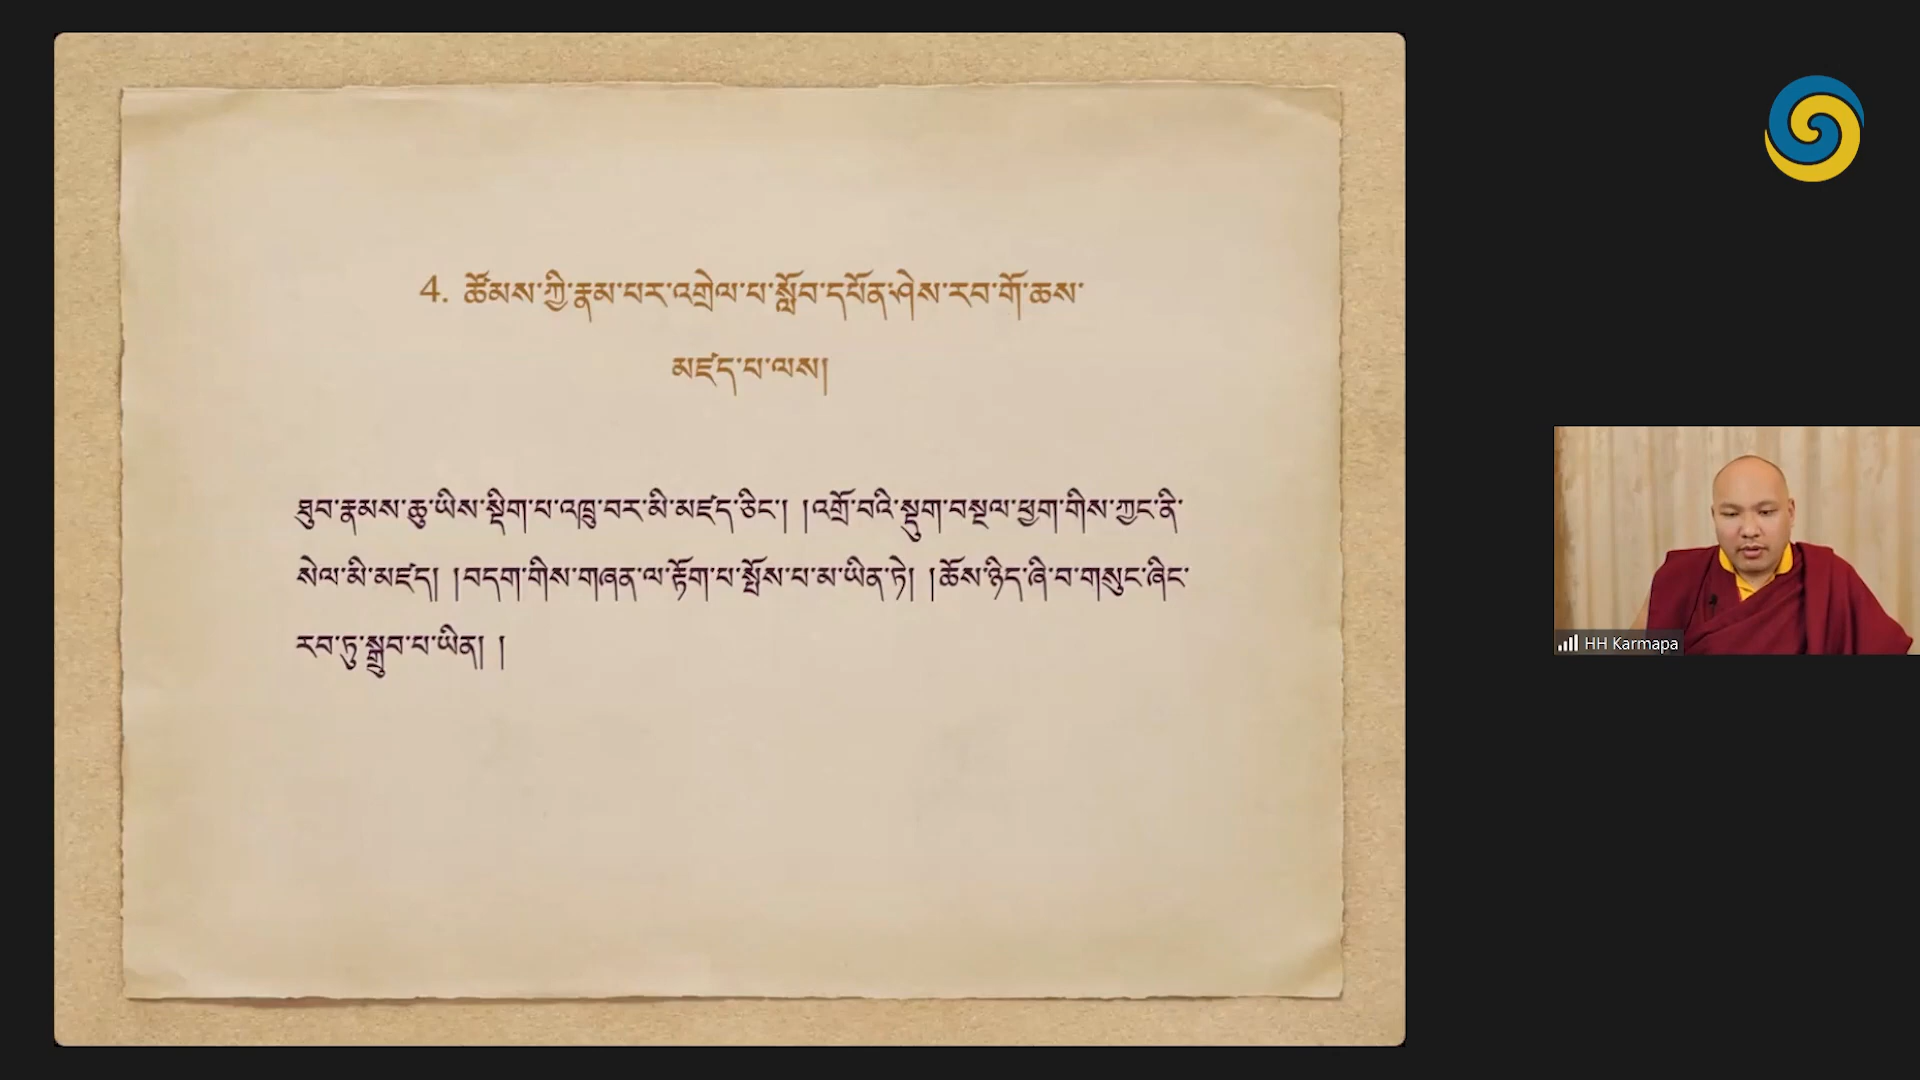 4. ཚོམས་ཀྱི་རྣམ་པར་འགྲེལ་པ་སློབ་དཔོན་ཤེས་རབ་གོ་ཆས་
མཛད་པ་ལས།
ཐུབ་རྣམས་ཆུ་ཡིས་སྡིག་པ་འཁྲུ་བར་མི་མཛད་ཅིང་། །འགྲོ་བའི་སྡུག་བསྔལ་ཕྱག་གིས་ཀྱང་ནི་
སེལ་མི་མཛད། །བདག་གིས་གཞན་ལ་རྟོག་པ་སྤོས་པ་མ་ཡིན་ཏེ། །ཆོས་ཉིད་ཞི་བ་གསུང་ཞིང་
རབ་ཏུ་སྒྲུབ་པ་ཡིན། །
HH Karmapa